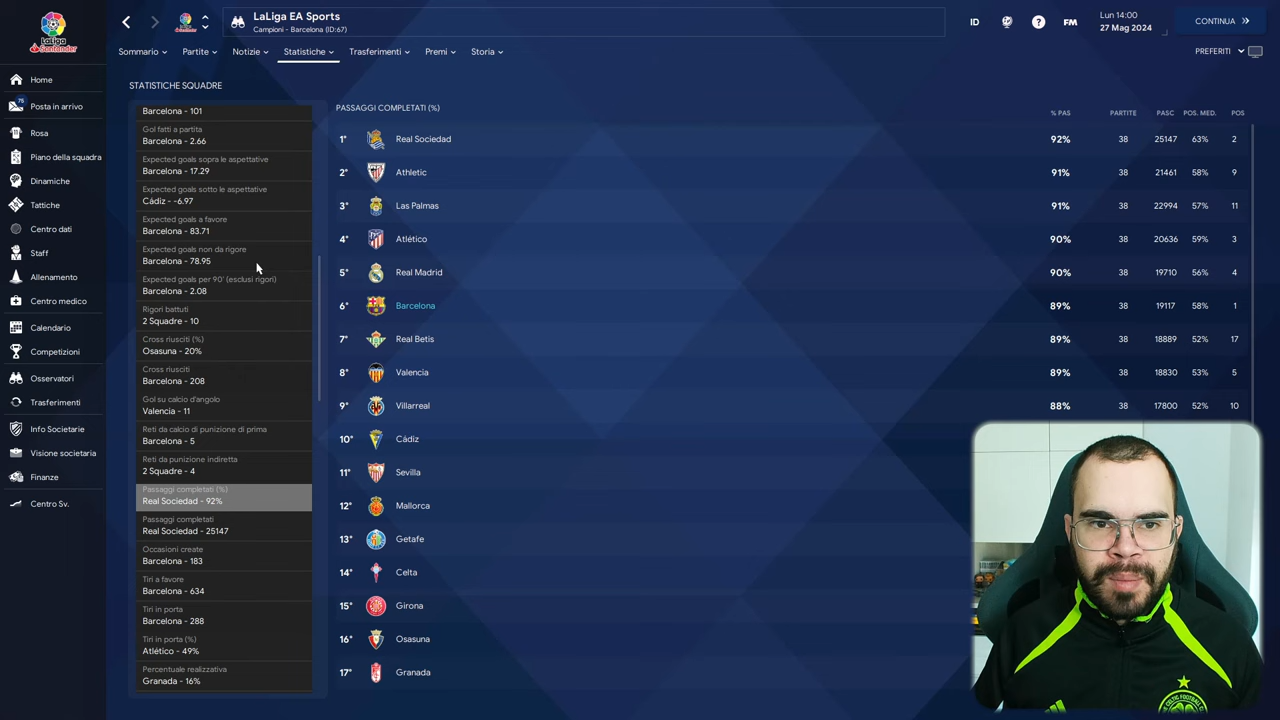 LaLiga EA Sports
Campioni - Barcelona (ID:67)
ID
FM
Lun 14:00
27 Mag 2024
CONTINUA
LaLiga
Santander
Sommario
Partite
Notizie
Statistiche
Trasferimenti
Premi
Storia
PREFERITI
Home
75
Posta in arrivo
Rosa
Piano della squadra
Dinamiche
Tattiche
Centro dati
Staff
Allenamento
Centro medico
Calendario
Competizioni
Osservatori
Trasferimenti
Info Societarie
Visione societaria
Finanze
Centro Sv.
STATISTICHE SQUADRE
Barcelona - 101
Gol fatti a partita
Barcelona - 2.66
Expected goals sopra le aspettative
Barcelona - 17.29
Expected goals sotto le aspettative
Cádiz - -6.97
Expected goals a favore
Barcelona - 83.71
Expected goals non da rigore
Barcelona - 78.95
Expected goals per 90' (esclusi rigori)
Barcelona - 2.08
Rigori battuti
2 Squadre - 10
Cross riusciti (%)
Osasuna - 20%
Cross riusciti
Barcelona - 208
Gol su calcio d'angolo
Valencia - 11
Reti da calcio di punizione di prima
Barcelona - 5
Reti da punizione indiretta
2 Squadre - 4
Passaggi completati (%)
Real Sociedad - 92%
Passaggi completati
Real Sociedad - 25147
Occasioni create
Barcelona - 183
Tiri a favore
Barcelona - 634
Tiri in porta
Barcelona - 288
Tiri in porta (%)
Atlético - 49%
Percentuale realizzativa
Granada - 16%
PASSAGGI COMPLETATI (%)
% PAS PARTITE PASC POS. MED. POS
1° Real Sociedad 92% 38 25147 63% 2
2° Athletic 91% 38 21461 58% 9
3° Las Palmas 91% 38 22994 57% 11
4° Atlético 90% 38 20636 59% 3
5° Real Madrid 90% 38 19710 56% 4
6° Barcelona 89% 38 19117 58% 1
7° Real Betis 89% 38 18889 52% 17
8° Valencia 89% 38 18830 53% 5
9° Villarreal 88% 38 17800 52% 10
10° Cádiz
11° Sevilla
12° Mallorca
13° Getafe
14° Celta
15° Girona
16° Osasuna
17° Granada